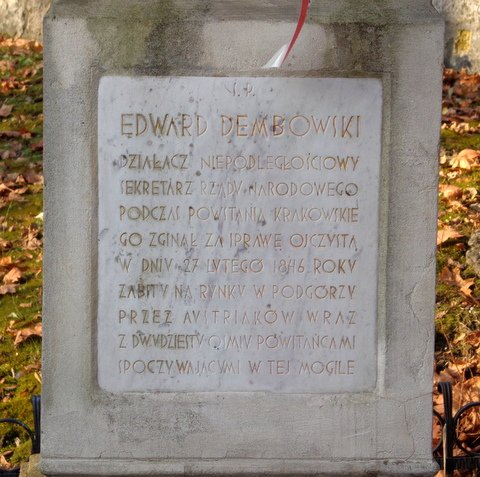 Ś.P.
EDWARD DEMBOWSKI
DZIAŁACZ NIEPODLEGŁOŚCIOWY
SEKRETARZ RZĄDU NARODOWEGO
PODCZAS POWSTANIA KRAKOWSKIE
GO ZGINĄŁ ZA SPRAWĘ OJCZYSTĄ
W DNIU 27 LUTEGO 1846 ROKU
ZABITY NA RYNKU W PODGÓRZU
PRZEZ AUSTRIAKÓW WRAZ
Z DWUDZIESTU OŚMIU POWSTAŃCAMI
SPOCZYWAJĄCYMI W TEJ MOGILE